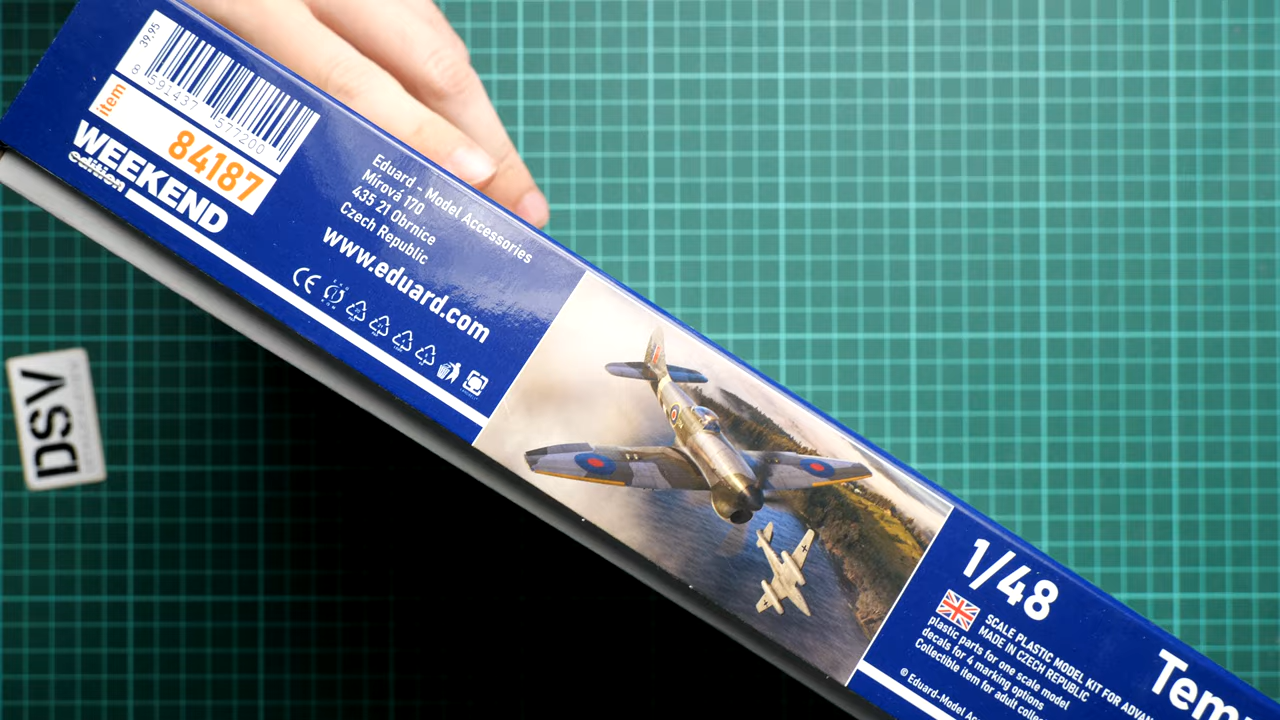 39.95
8 591437 577200
item
84187
WEEKEND
edition
Eduard - Model Accessories
Mírová 170
435 21 Obrnice
Czech Republic
www.eduard.com
CE
DSV
1/48
SCALE PLASTIC MODEL KIT FOR
MADE IN CZECH REPUBLIC
plastic parts for one scale model
decals for 4 marking options
Collectible item for adult
© Eduard-Model